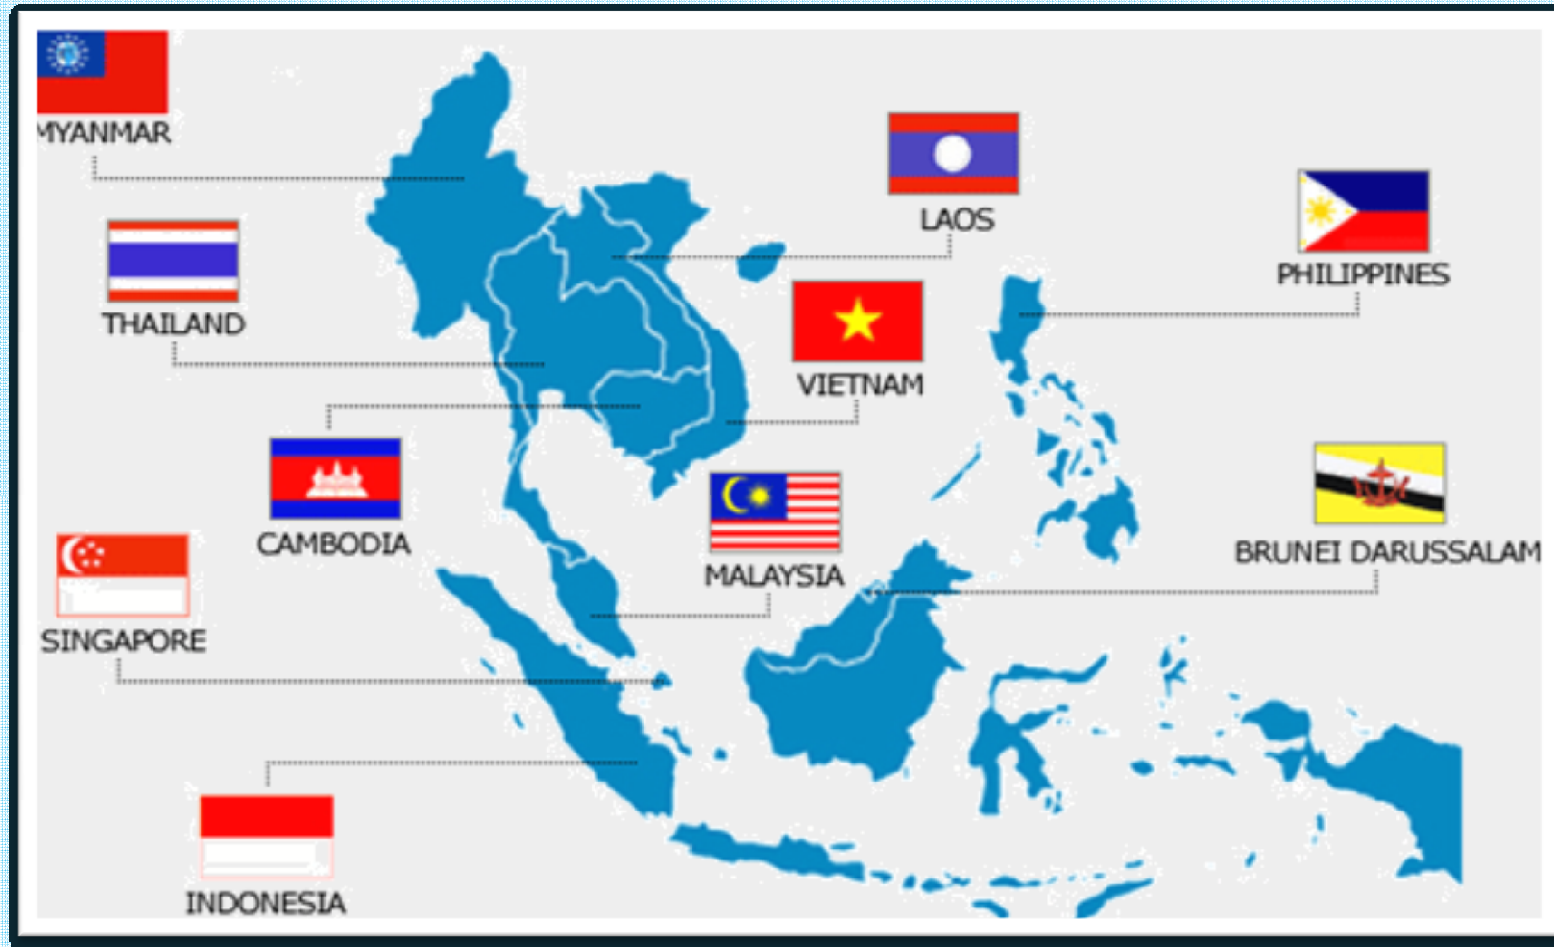 MYANMAR
LAOS
PHILIPPINES
THAILAND
VIETNAM
CAMBODIA
MALAYSIA
BRUNEI DARUSSALAM
SINGAPORE
INDONESIA